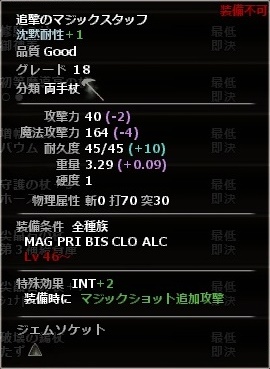 装備不可
追撃のマジックスタッフ
沈黙耐性+1
品質 Good
グレード 18
分類 両手杖
攻撃力 40 (-2)
魔法攻撃力 164 (-4)
耐久度 45/45 (+10)
重量 3.29 (+0.09)
硬度 1
物理属性 斬0 打70 突30
装備条件 全種族
MAG PRI BIS CLO ALC
Lv 46～
特殊効果 INT+2
装備時に マジックショット追加攻撃
ジェムソケット